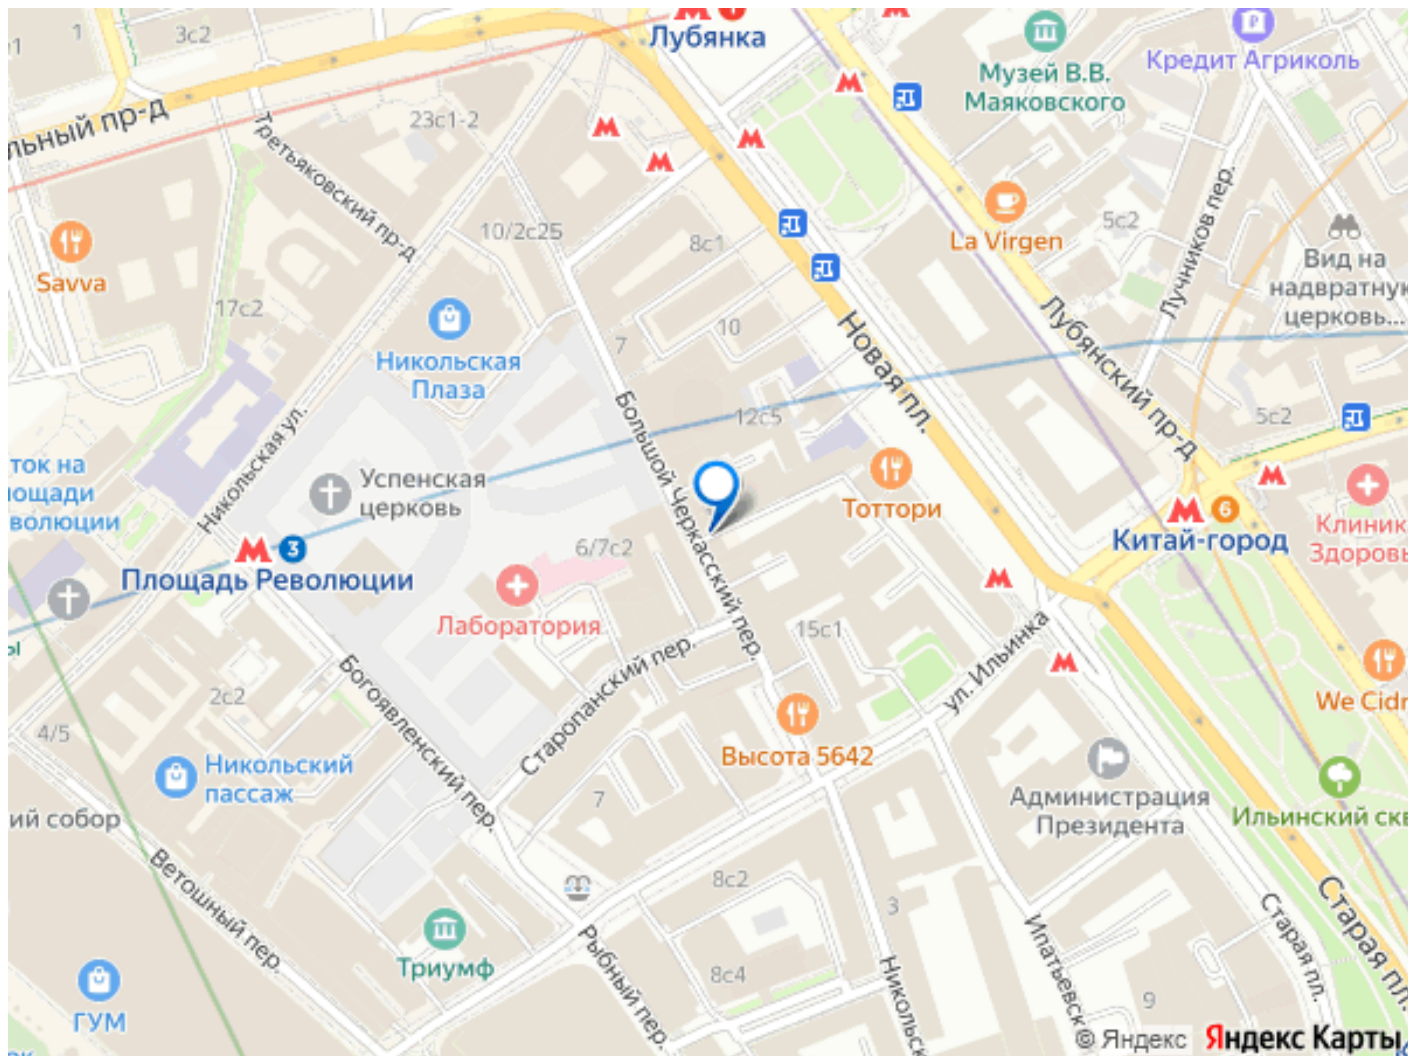 1
3с2
Лубянка
Музей В.В.
Маяковского
Кредит Агриколь
льный пр-д
23с1-2
Третьяковский пр-д
Лучников пер.
5с2
La Virgen
10/2с25
8с1
Savva
17с2
Вид на
надвратную
церковь...
Никольская
Плаза
7
10
Новая пл.
Лубянский пр-д
Большой Черкасский пер.
12с5
5с2
Никольская ул.
ток на
лощади
волюции
Успенская
церковь
Тоттори
6
Китай-город
Клиник
Здоровь
3
Площадь Революции
6/7с2
Лаборатория
15с1
ул. Ильинка
Старопанский пер.
Богоявленский пер.
ы
2с2
4/5
We Cidr
Высота 5642
Никольский
пассаж
Администрация
Президента
Ильинский скв
7
ий собор
Ветошный пер.
8с2
3
Старая пл.
Старая пл.
Ипатьевск
Рыбный пер.
Никольск
Триумф
8с4
9
ГУМ
© Яндекс Яндекс Карты